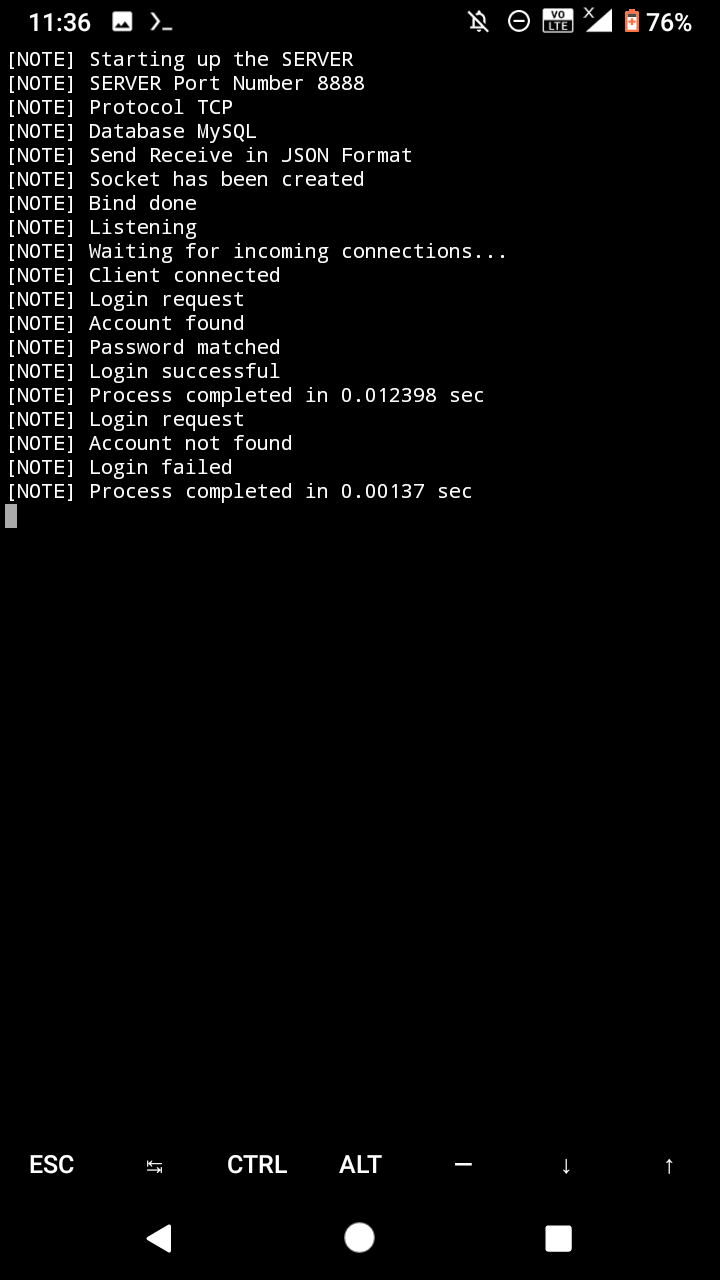 11:36 VO LTE X 76%
[NOTE] Starting up the SERVER
[NOTE] SERVER Port Number 8888
[NOTE] Protocol TCP
[NOTE] Database MySQL
[NOTE] Send Receive in JSON Format
[NOTE] Socket has been created
[NOTE] Bind done
[NOTE] Listening
[NOTE] Waiting for incoming connections...
[NOTE] Client connected
[NOTE] Login request
[NOTE] Account found
[NOTE] Password matched
[NOTE] Login successful
[NOTE] Process completed in 0.012398 sec
[NOTE] Login request
[NOTE] Account not found
[NOTE] Login failed
[NOTE] Process completed in 0.00137 sec
ESC ↹ CTRL ALT — ↓ ↑